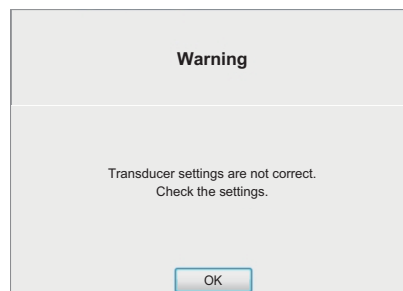 Warning
Transducer settings are not correct.
Check the settings.
OK